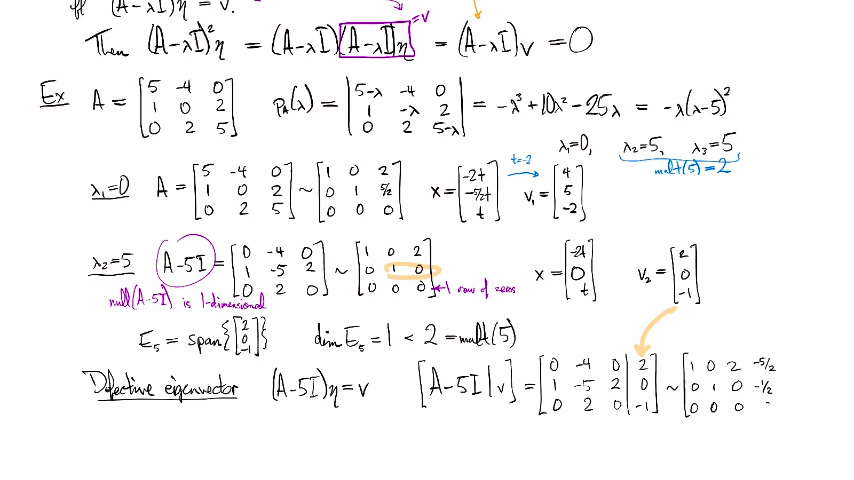 iff (A-λI)η = v.
Then (A-λI)²η = (A-λI)(A-λI)η = (A-λI)v = 0
=v
Ex A = [5 -4 0; 1 0 2; 0 2 5] P_A(λ) = |5-λ -4 0; 1 -λ 2; 0 2 5-λ| = -λ³+10λ²-25λ = -λ(λ-5)²
λ₁=0, λ₂=5, λ₃=5
mult(5)=2
λ₁=0 A = [5 -4 0; 1 0 2; 0 2 5] ~ [1 0 2; 0 1 5/2; 0 0 0] x = [-2t; -5/2t; t] t=-2 v₁ = [4; 5; -2]
λ₂=5 A-5I = [0 -4 0; 1 -5 2; 0 2 0] ~ [1 0 2; 0 1 0; 0 0 0] x = [-2t; 0; t] v₂ = [2; 0; -1]
null(A-5I) is 1-dimensional
1 row of zeros
E₅ = span{[2; 0; -1]} dim E₅ = 1 < 2 = mult(5)
Defective eigenvector (A-5I)η = v [A-5I | v] = [0 -4 0 | 2; 1 -5 2 | 0; 0 2 0 | -1] ~ [1 0 2 -5/2; 0 1 0 -1/2; 0 0 0